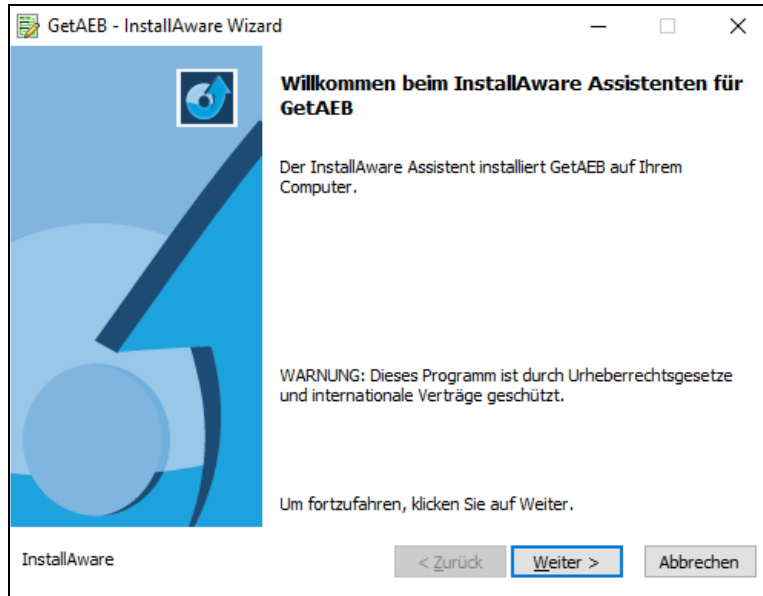 GetAEB - InstallAware Wizard
Willkommen beim InstallAware Assistenten für
GetAEB
Der InstallAware Assistent installiert GetAEB auf Ihrem
Computer.
WARNUNG: Dieses Programm ist durch Urheberrechtsgesetze
und internationale Verträge geschützt.
Um fortzufahren, klicken Sie auf Weiter.
InstallAware
< Zurück
Weiter >
Abbrechen